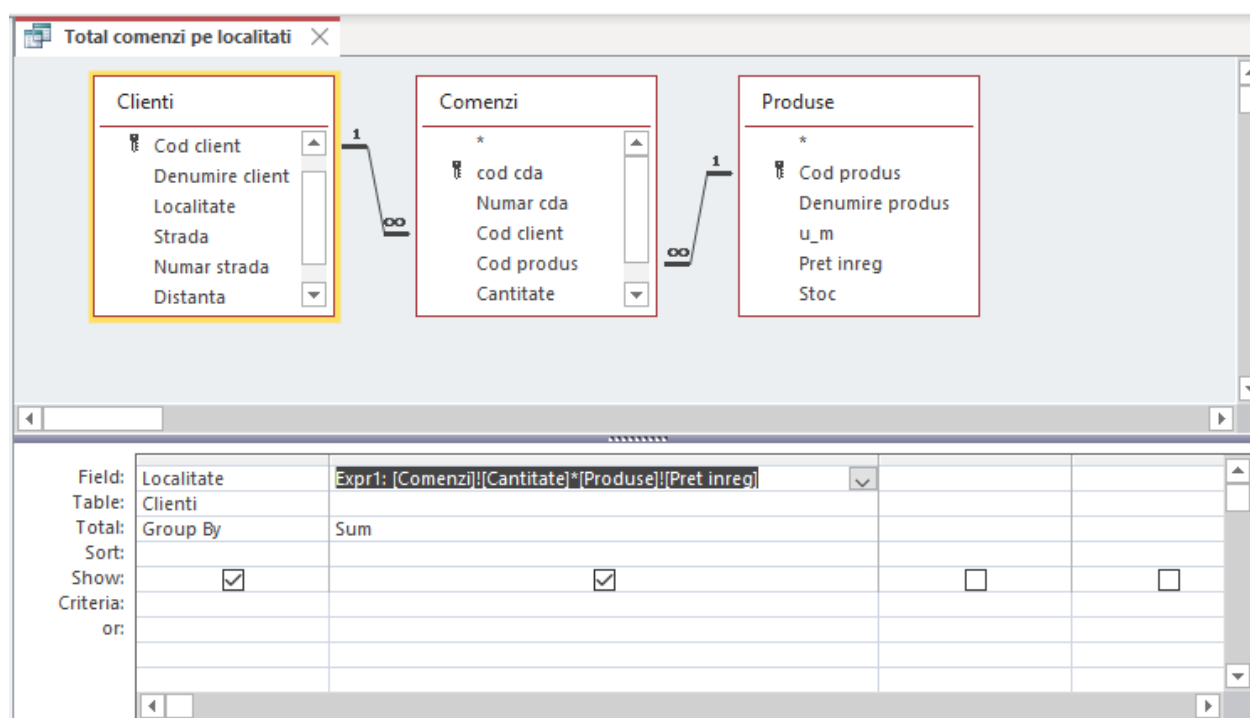 Total comenzi pe localitati
Clienti
Cod client
Denumire client
Localitate
Strada
Numar strada
Distanta
1
∞
Comenzi
*
cod cda
Numar cda
Cod client
Cod produs
Cantitate
1
∞
Produse
*
Cod produs
Denumire produs
u_m
Pret inreg
Stoc
Field: Localitate Expr1: [Comenzi]![Cantitate]*[Produse]![Pret inreg]
Table: Clienti
Total: Group By Sum
Sort:
Show:
Criteria:
or: